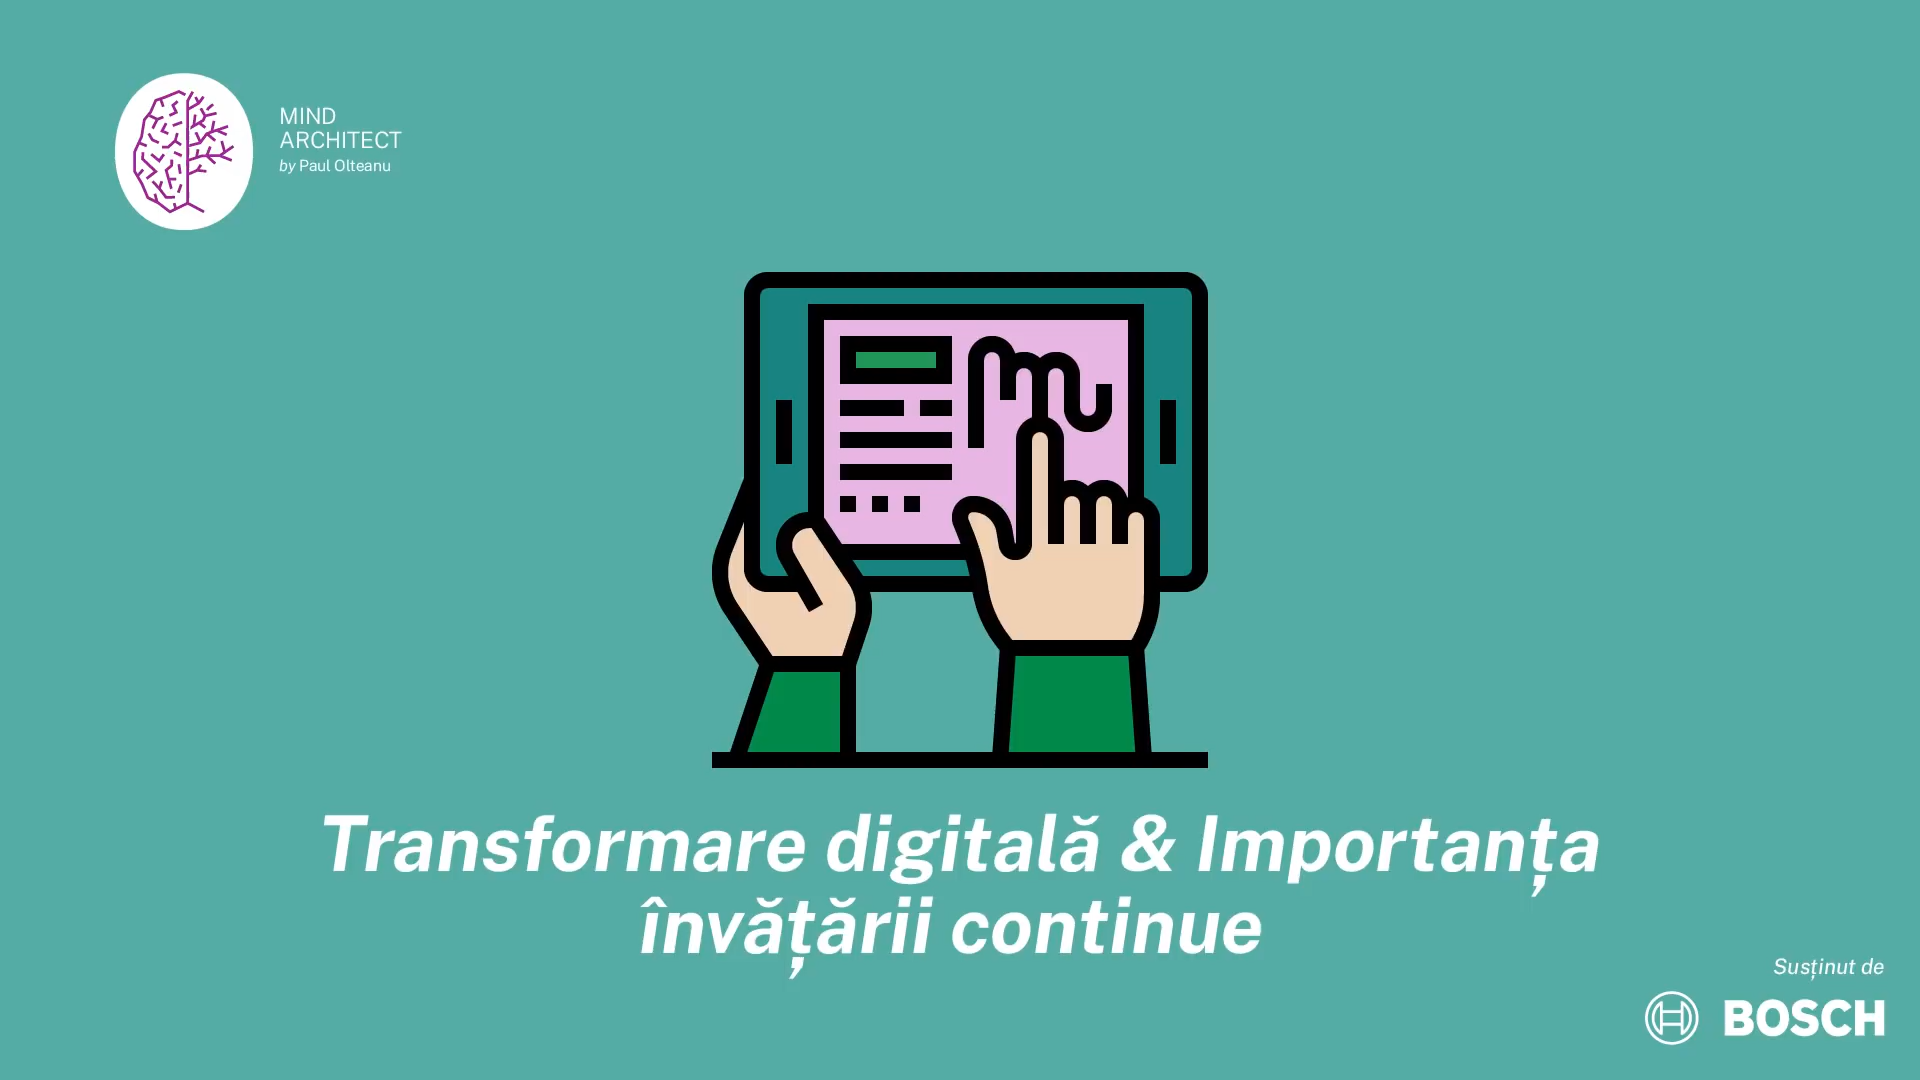 MIND
ARCHITECT
by Paul Olteanu
Transformare digitală & Importanța
învățării continue
Susținut de
BOSCH